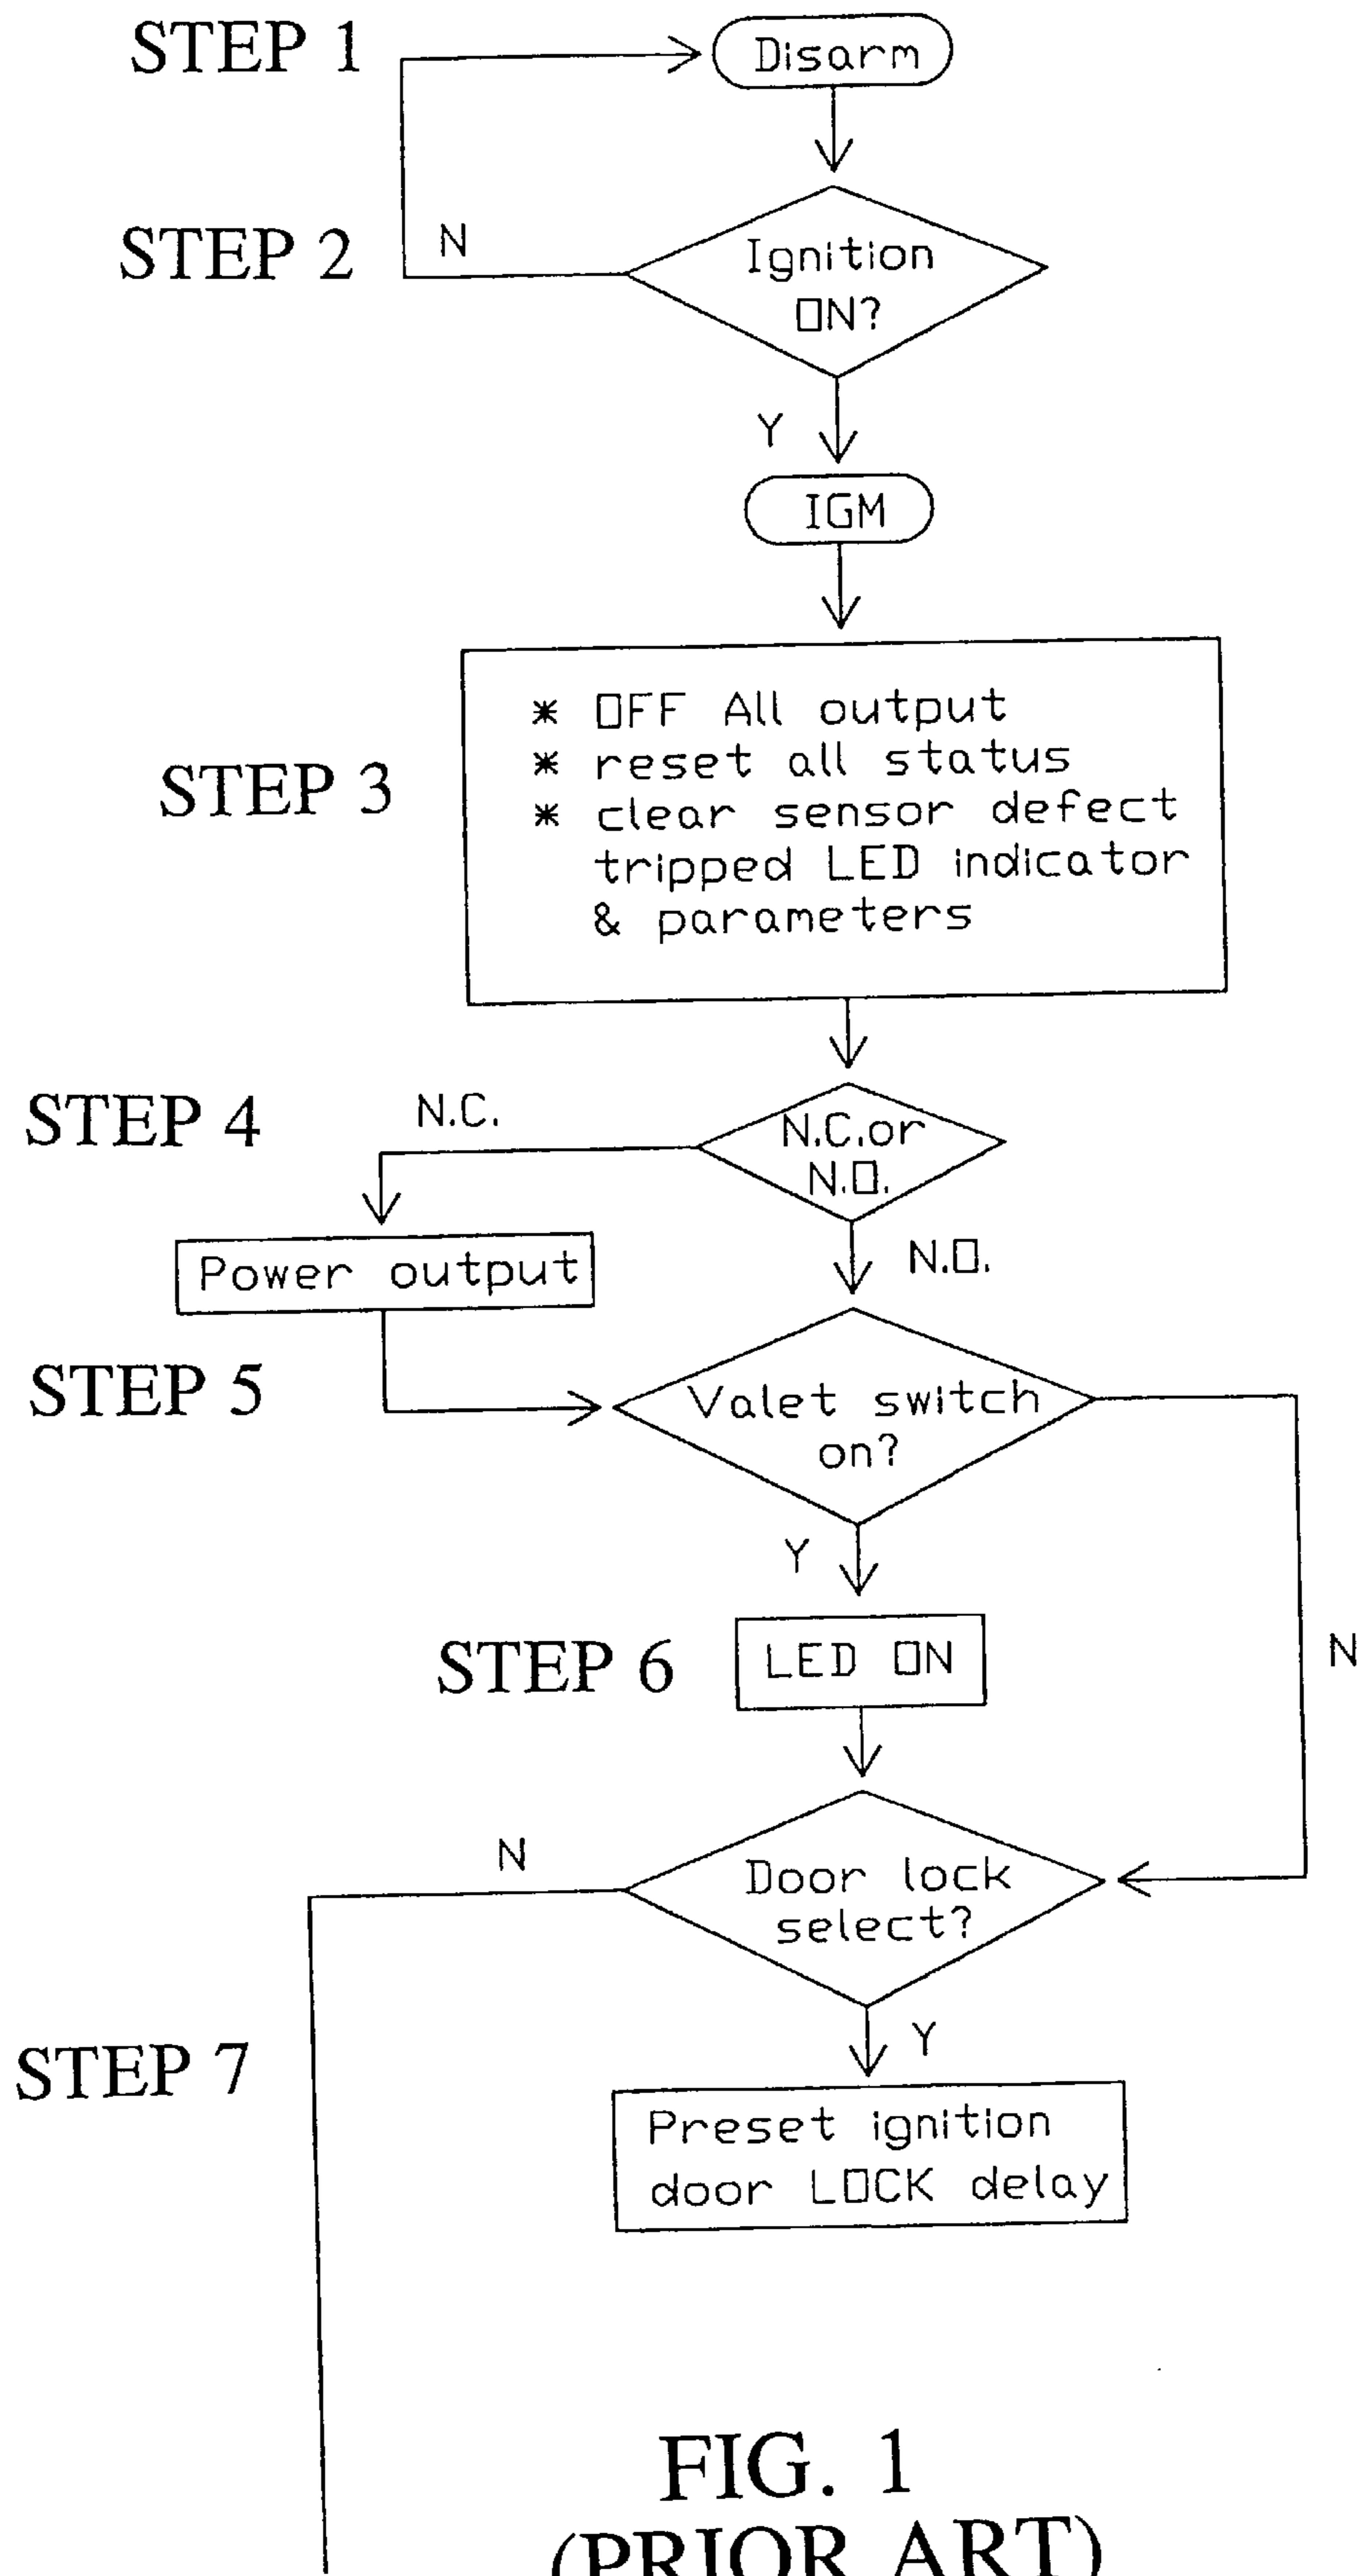 STEP 1
Disarm
STEP 2
N
Ignition
ON?
Y
IGM
STEP 3
* OFF All output
* reset all status
* clear sensor defect
tripped LED indicator
& parameters
STEP 4
N.C.
N.C.or
N.O.
N.O.
Power output
STEP 5
Valet switch
on?
Y
N
STEP 6
LED ON
N
Door lock
select?
STEP 7
Y
Preset ignition
door LOCK delay
FIG. 1
(PRIOR ART)